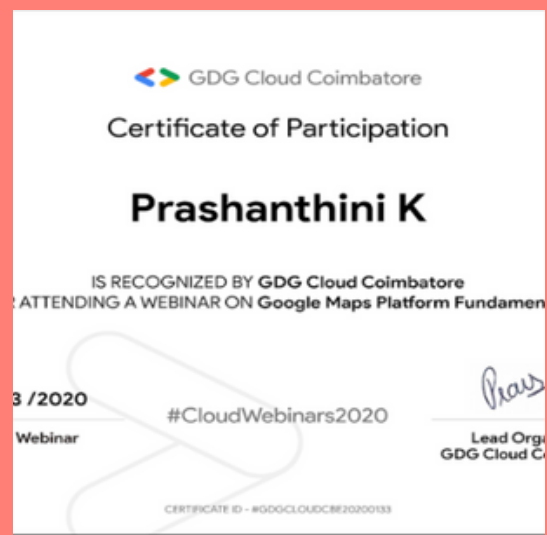 GDG Cloud Coimbatore
Certificate of Participation
Prashanthini K
IS RECOGNIZED BY GDG Cloud Coimbatore
ATTENDING A WEBINAR ON Google Maps Platform Fundamen
3 /2020
#CloudWebinars2020
Webinar
Lead Orga
GDG Cloud C
CERTIFICATE ID - #GDGCLOUDCBE20200133